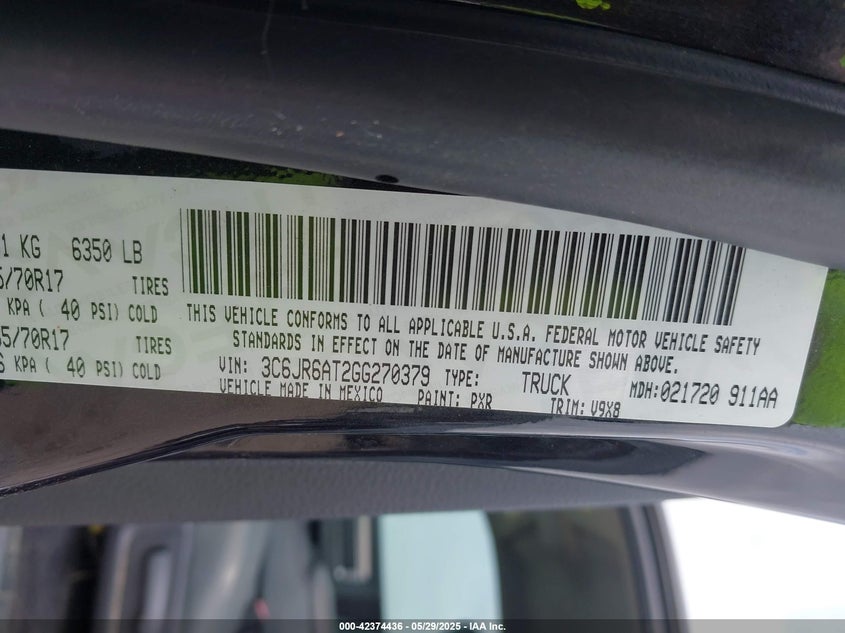 1 KG 6350 LB
5/70R17 TIRES
KPA ( 40 PSI) COLD
5/70R17 TIRES
KPA ( 40 PSI) COLD
THIS VEHICLE CONFORMS TO ALL APPLICABLE U.S.A. FEDERAL MOTOR VEHICLE SAFETY
STANDARDS IN EFFECT ON THE DATE OF MANUFACTURE SHOWN ABOVE.
VIN: 3C6JR6AT2GG270379 TYPE: TRUCK MDH:021720 911AA
VEHICLE MADE IN MEXICO PAINT: PXR TRIM: V9X8
000-42374436 - 05/29/2025 - IAAI.COM